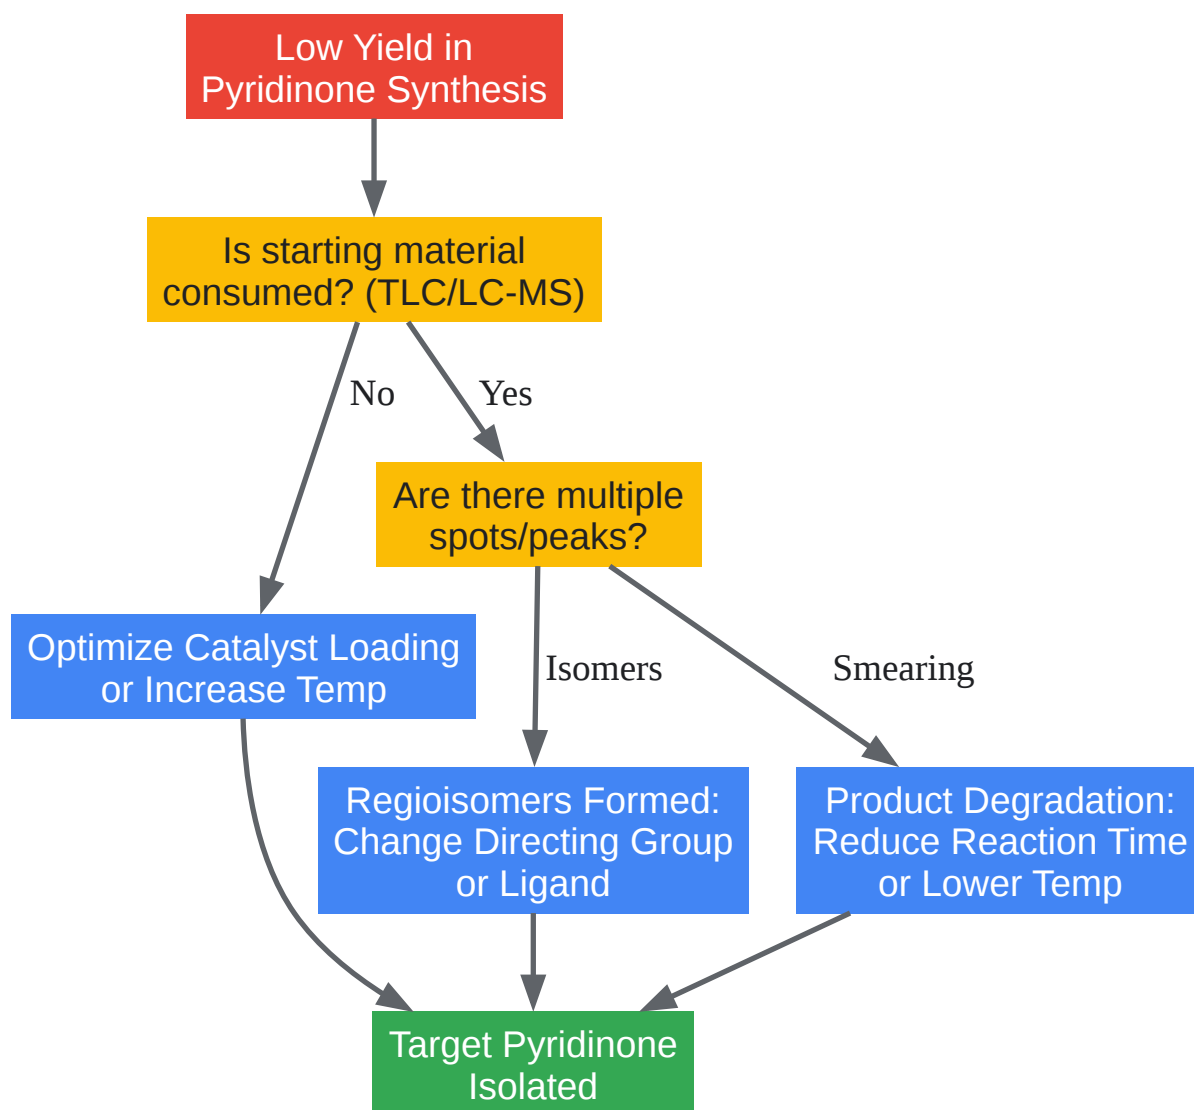 Low Yield in
Pyridinone Synthesis
Is starting material
consumed? (TLC/LC-MS)
No
Yes
Are there multiple
spots/peaks?
Optimize Catalyst Loading
or Increase Temp
Isomers
Smearing
Regioisomers Formed:
Change Directing Group
or Ligand
Product Degradation:
Reduce Reaction Time
or Lower Temp
Target Pyridinone
Isolated